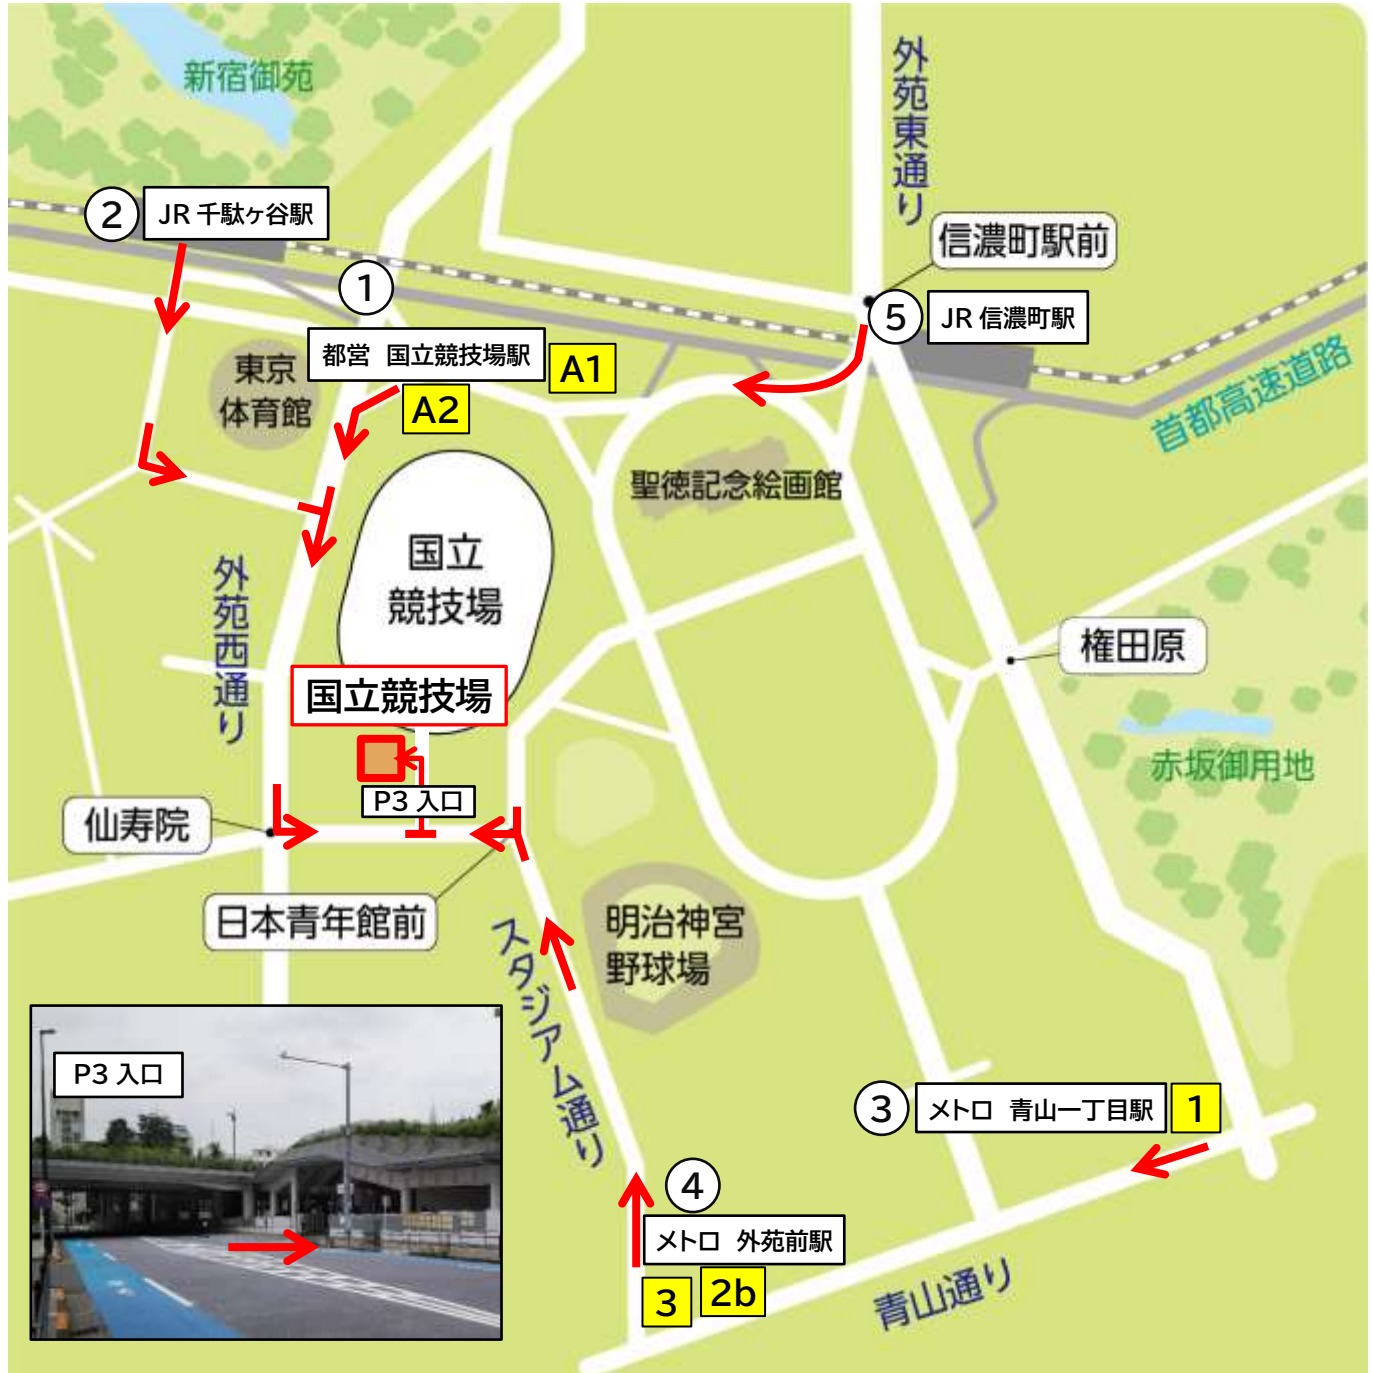 新宿御苑
外苑東通り
② JR 千駄ヶ谷駅
信濃町駅前
①
⑤ JR 信濃町駅
都営 国立競技場駅 A1
A2
東京
体育館
首都高速道路
聖徳記念絵画館
国立
競技場
外苑西通り
権田原
国立競技場
赤坂御用地
P3 入口
仙寿院
日本青年館前
明治神宮
野球場
スタジアム通り
P3 入口
③ メトロ 青山一丁目駅 1
④
メトロ 外苑前駅
3 2b
青山通り